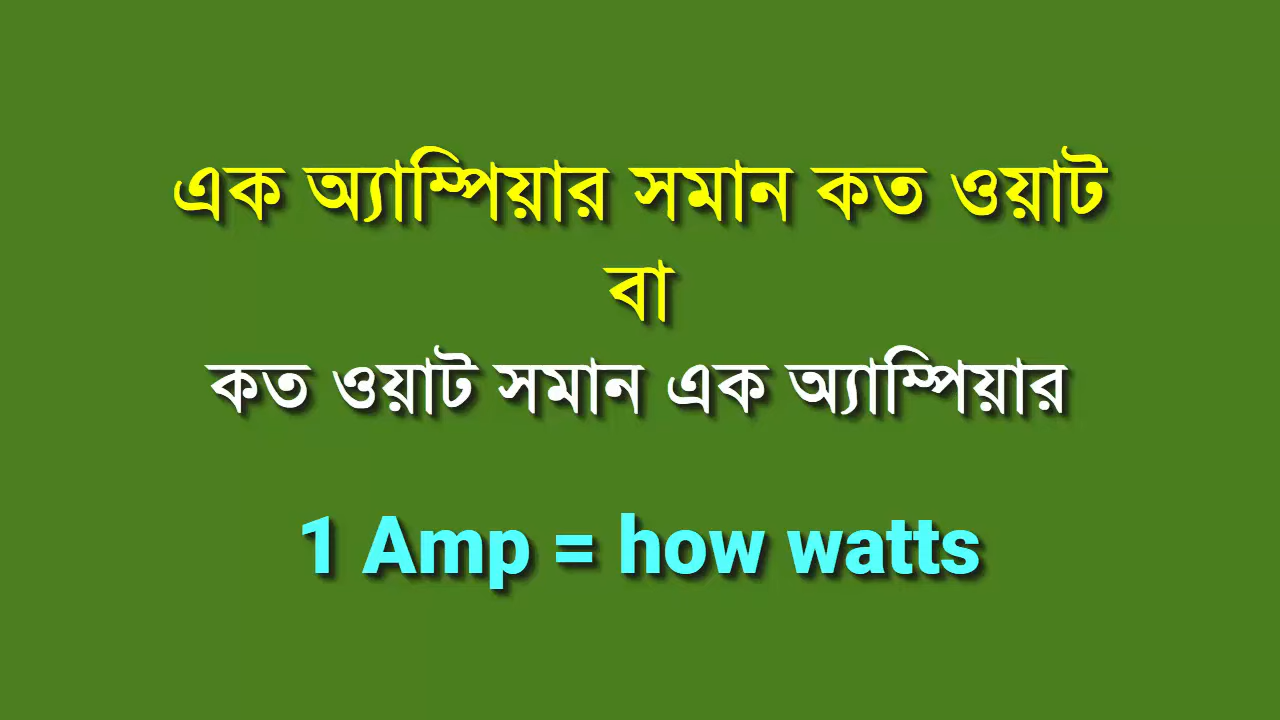 এক অ্যাম্পিয়ার সমান কত ওয়াট
বা
কত ওয়াট সমান এক অ্যাম্পিয়ার
1 Amp = how watts